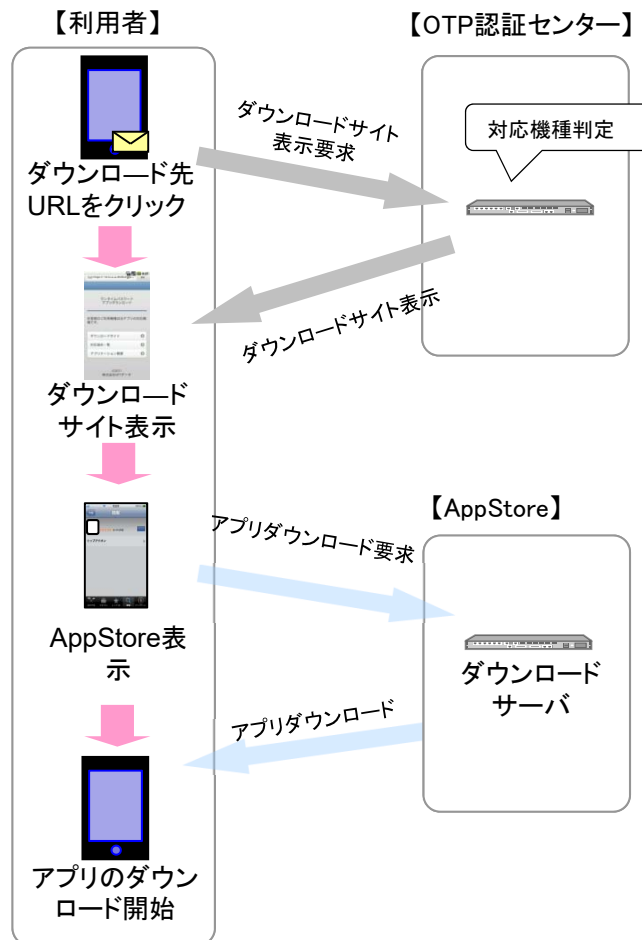 【利用者】
【OTP認証センター】
対応機種判定
ダウンロードサイト
表示要求
ダウンロ―ド先
URLをクリック
ダウンロードサイト表示
ダウンロ―ド
サイト表示
【AppStore】
アプリダウンロード要求
AppStore表
示
ダウンロード
サーバ
アプリダウンロード
アプリのダウン
ロード開始